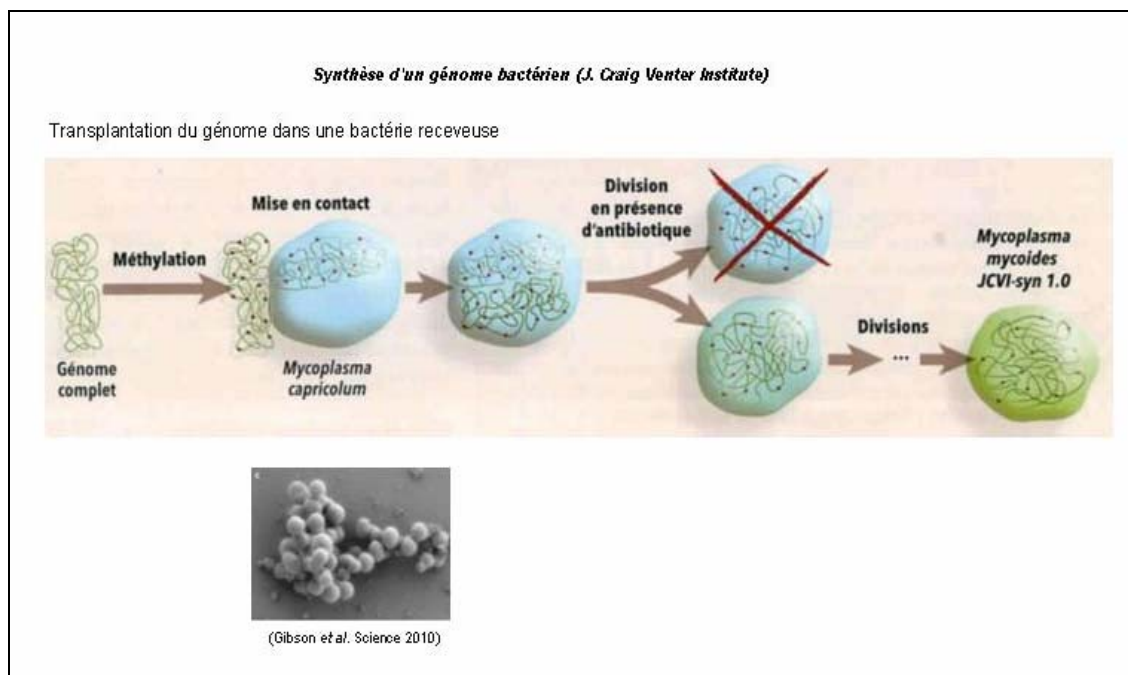 Synthèse d'un génome bactérien (J. Craig Venter Institute)
Transplantation du génome dans une bactérie receveuse
Mise en contact
Division
en présence
d'antibiotique
Mycoplasma
mycoides
JCVI-syn 1.0
Méthylation
Divisions
...
Génome
complet
Mycoplasma
capricolum
c
(Gibson et al. Science 2010)